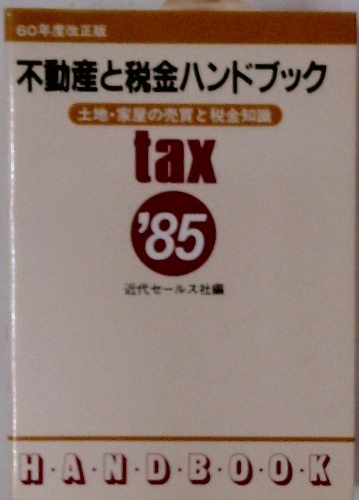 60年度改正版
不動産と税金ハンドブック
土地・家屋の売買と税金知識
tax
'85
近代セールス社編
H・A・N・D・B・O・O・K